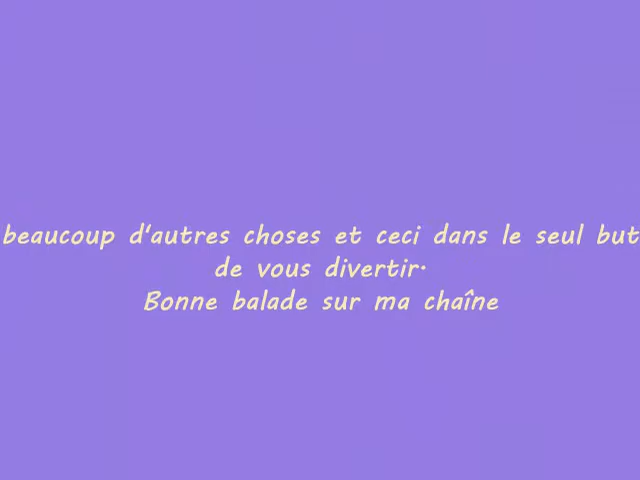 beaucoup d'autres choses et ceci dans le seul but
de vous divertir.
Bonne balade sur ma chaîne